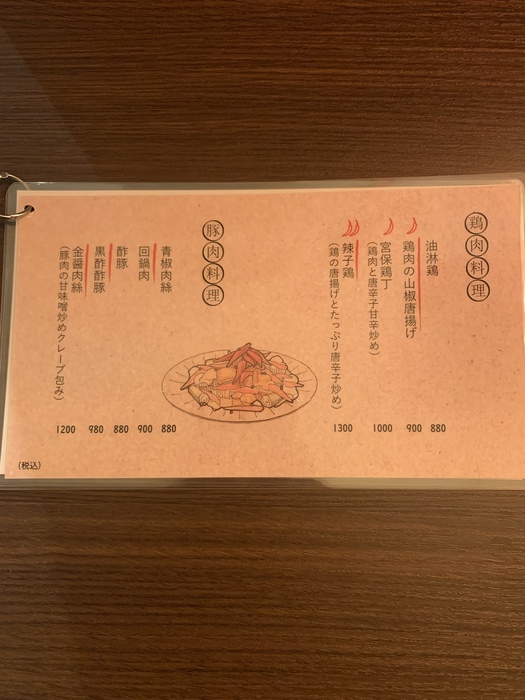 鶏肉料理
油淋鶏
880
鶏肉の山椒唐揚げ
900
宮保鶏丁
(鶏肉と唐辛子甘辛炒め)
1000
辣子鶏
(鶏の唐揚げとたっぷり唐辛子炒め)
1300
豚肉料理
青椒肉絲
880
回鍋肉
900
酢豚
880
黒酢酢豚
980
金醤肉絲
(豚肉の甘味噌炒めクレープ包み)
1200
(税込)